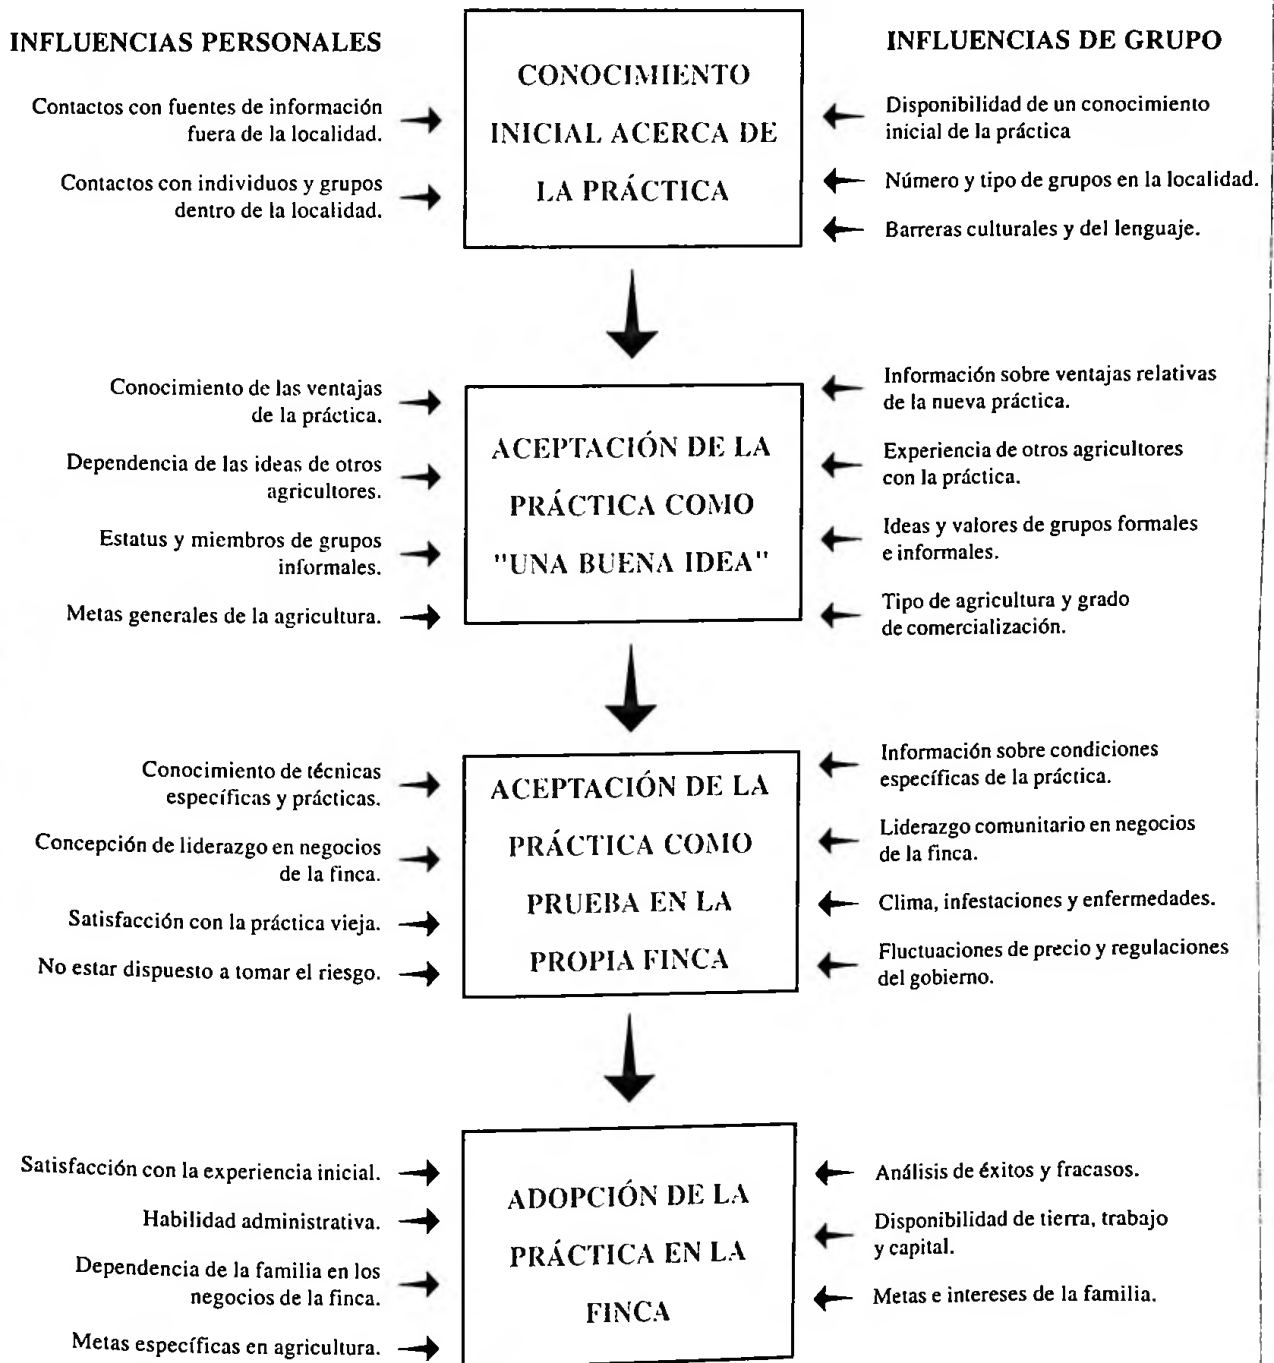 INFLUENCIAS PERSONALES
INFLUENCIAS DE GRUPO
Contactos con fuentes de información
fuera de la localidad.
Contactos con individuos y grupos
dentro de la localidad.
CONOCIMIENTO
INICIAL ACERCA DE
LA PRÁCTICA
Disponibilidad de un conocimiento
inicial de la práctica
Número y tipo de grupos en la localidad.
Barreras culturales y del lenguaje.
Conocimiento de las ventajas
de la práctica.
Dependencia de las ideas de otros
agricultores.
Estatus y miembros de grupos
informales.
Metas generales de la agricultura.
ACEPTACIÓN DE LA
PRÁCTICA COMO
"UNA BUENA IDEA"
Información sobre ventajas relativas
de la nueva práctica.
Experiencia de otros agricultores
con la práctica.
Ideas y valores de grupos formales
e informales.
Tipo de agricultura y grado
de comercialización.
Conocimiento de técnicas
específicas y prácticas.
Concepción de liderazgo en negocios
de la finca.
Satisfacción con la práctica vieja.
No estar dispuesto a tomar el riesgo.
ACEPTACIÓN DE LA
PRÁCTICA COMO
PRUEBA EN LA
PROPIA FINCA
Información sobre condiciones
específicas de la práctica.
Liderazgo comunitario en negocios
de la finca.
Clima, infestaciones y enfermedades.
Fluctuaciones de precio y regulaciones
del gobierno.
Satisfacción con la experiencia inicial.
Habilidad administrativa.
Dependencia de la familia en los
negocios de la finca.
Metas específicas en agricultura.
ADOPCIÓN DE LA
PRÁCTICA EN LA
FINCA
Análisis de éxitos y fracasos.
Disponibilidad de tierra, trabajo
y capital.
Metas e intereses de la familia.